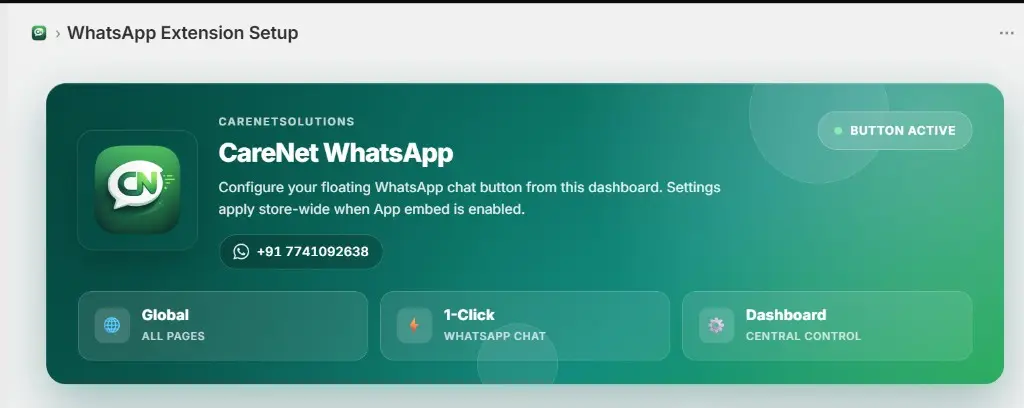 WhatsApp Extension Setup
CARENETSOLUTIONS
BUTTON ACTIVE
CareNet WhatsApp
CN
Configure your floating WhatsApp chat button from this dashboard. Settings
apply store-wide when App embed is enabled.
+91 7741092638
Global
ALL PAGES
1-Click
WHATSAPP CHAT
Dashboard
CENTRAL CONTROL